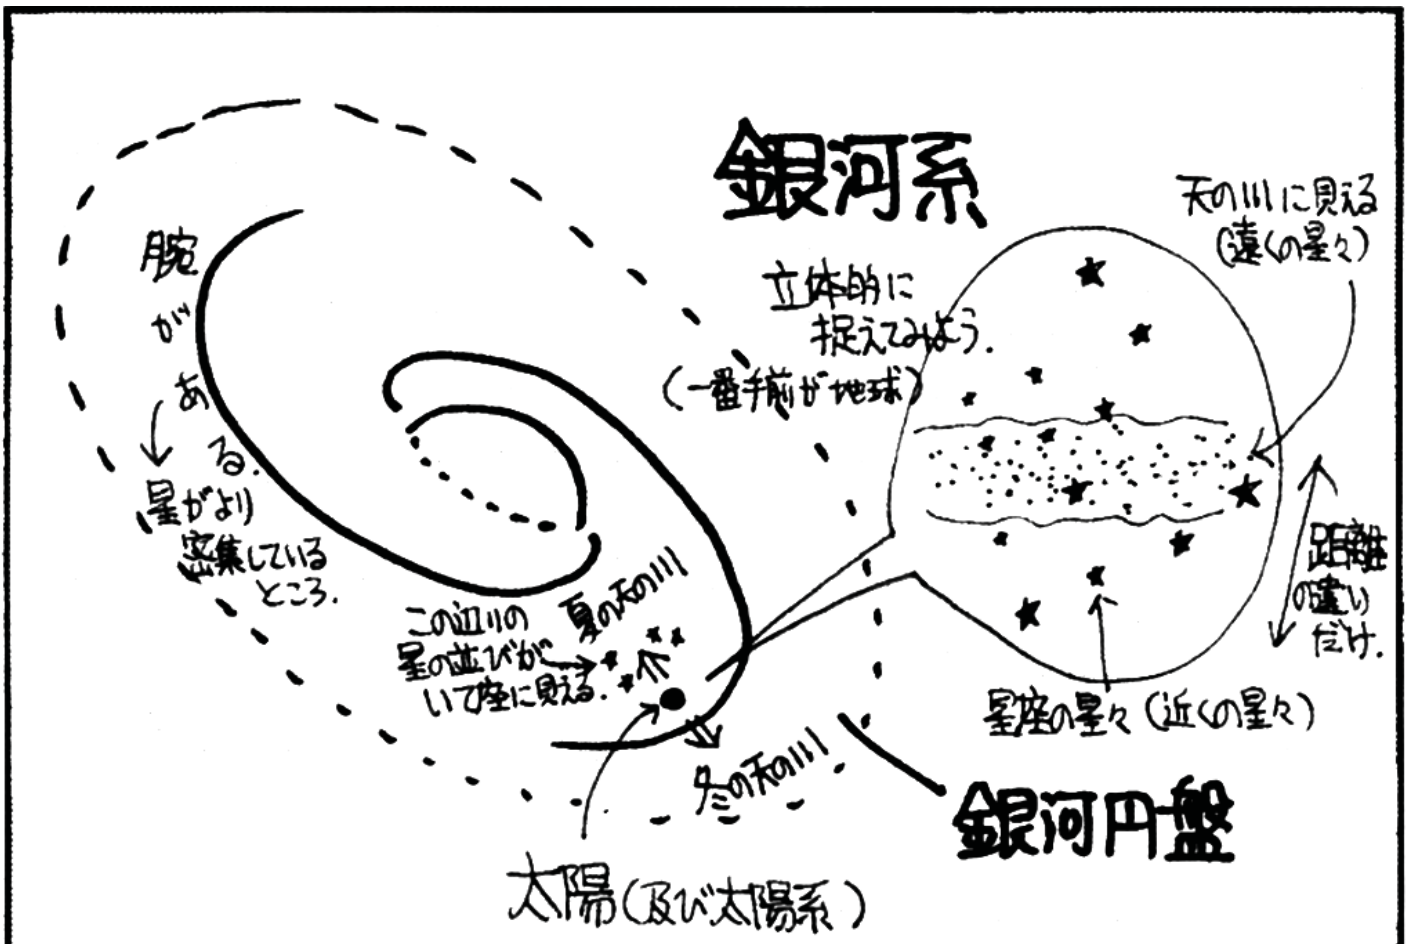 銀河系
天の川に見える
(遠くの星々)
立体的に
捉えてみよう.
(一番手前が地球)
腕がある.
星がより
密集している
ところ.
夏の天の川
この辺りの
星の並びが
いて座に見える.
距離
の違い
だけ.
星座の星々(近くの星々)
冬の天の川
銀河円盤
太陽(及び太陽系)